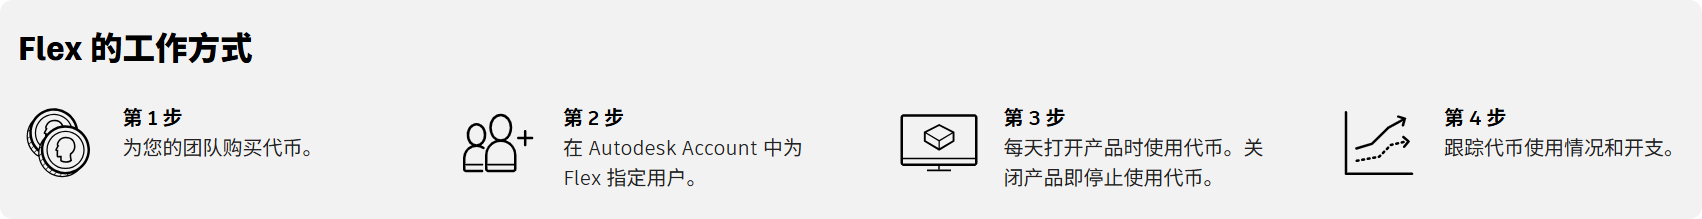 Flex 的工作方式
第 1 步
为您的团队购买代币。
第 2 步
在 Autodesk Account 中为
Flex 指定用户。
第 3 步
每天打开产品时使用代币。关
闭产品即停止使用代币。
第 4 步
跟踪代币使用情况和开支。